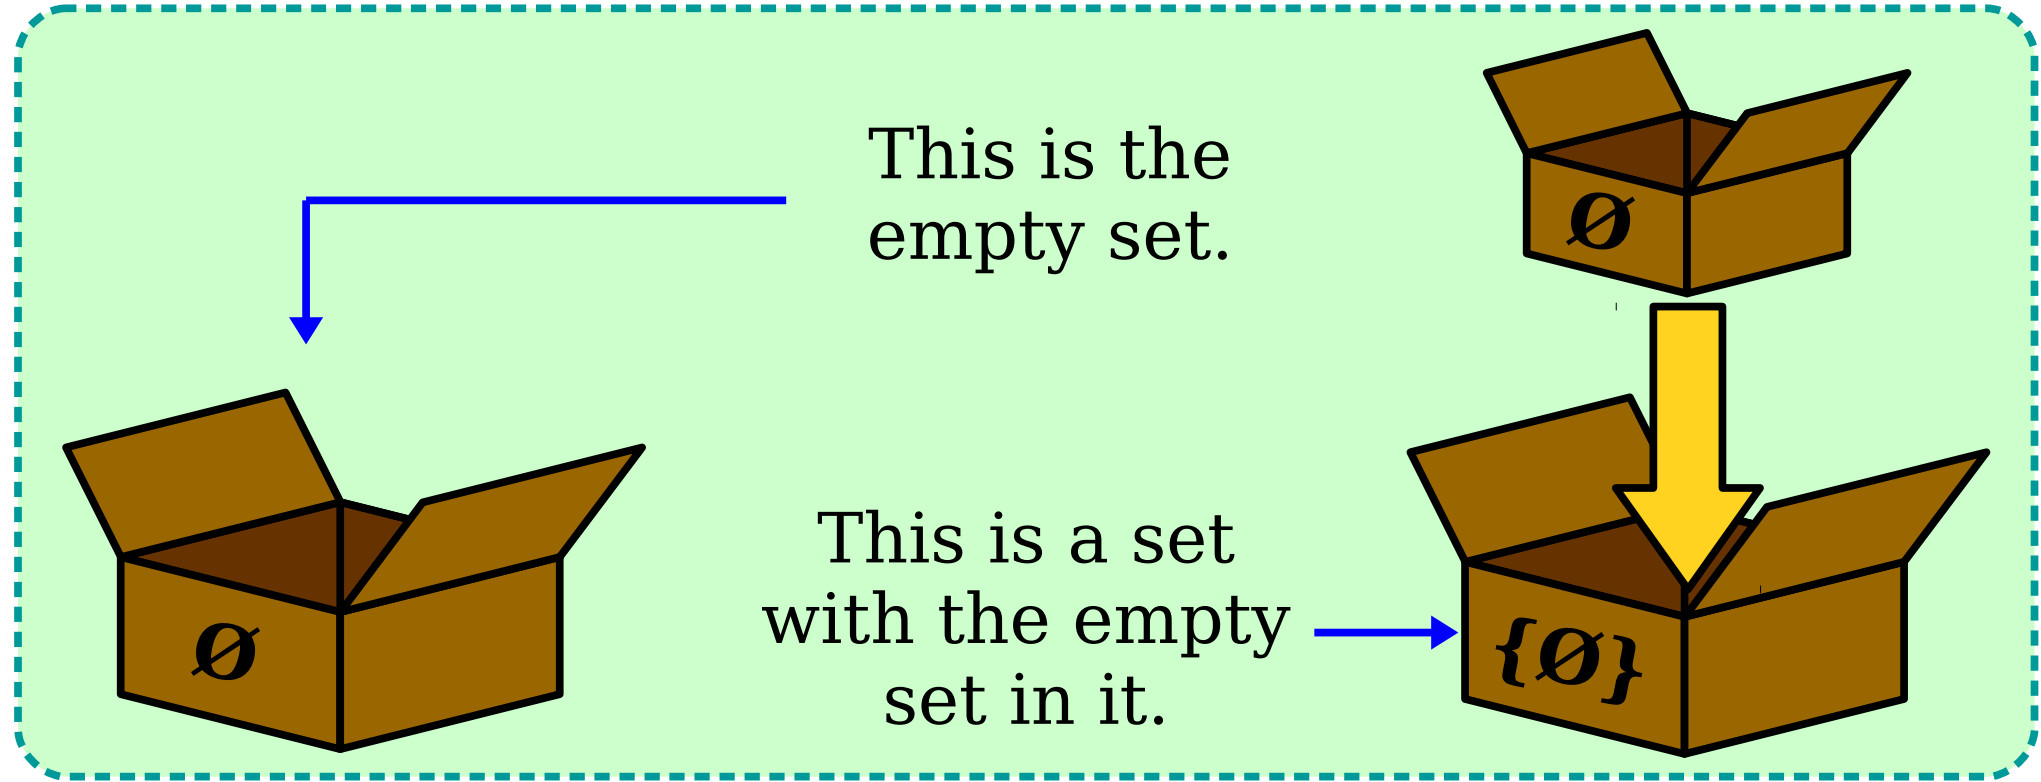 This is the
empty set.
Ø
Ø
This is a set
with the empty
set in it.
{Ø}